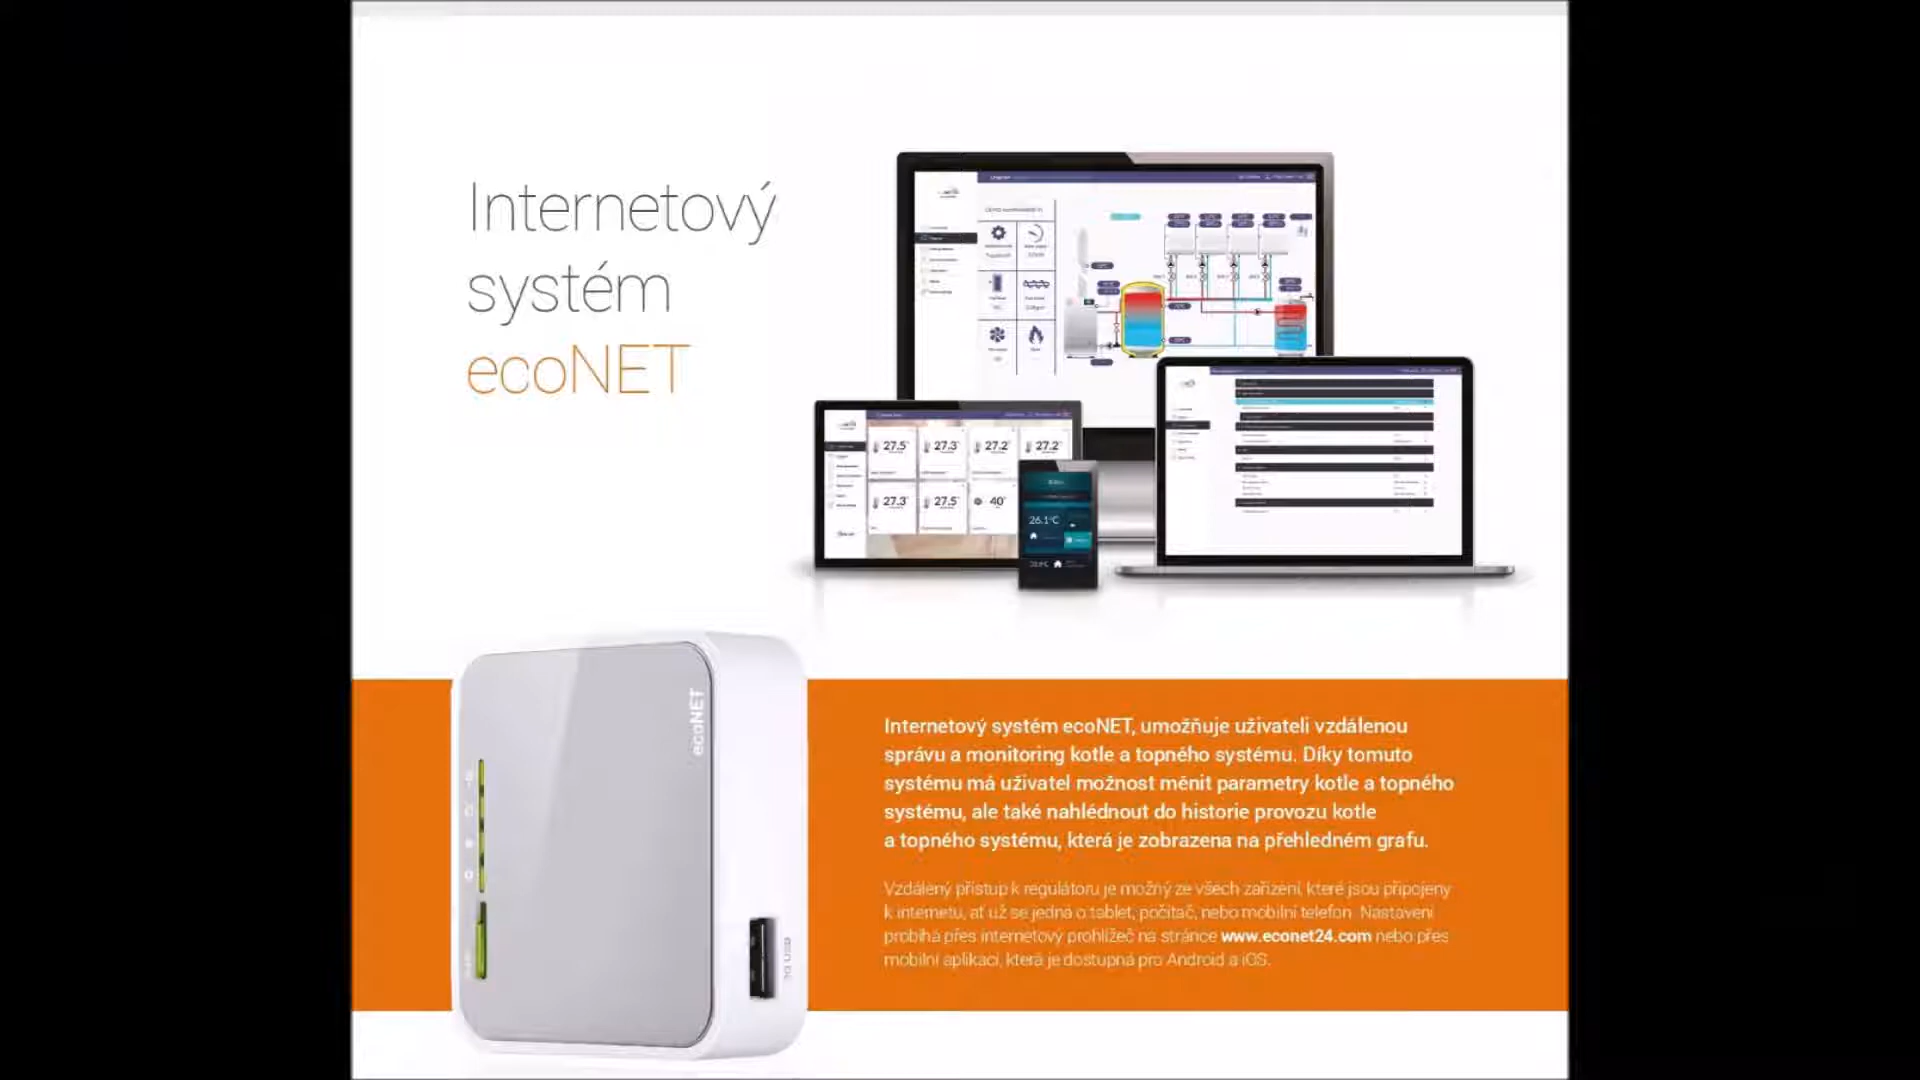 Internetový
systém
ecoNET
27.5°
27.3°
27.2°
27.2°
27.3°
27.5°
40°
26.1°C
ecoNET
3G USB
Internetový systém ecoNET, umožňuje uživateli vzdálenou
správu a monitoring kotle a topného systému. Díky tomuto
systému má uživatel možnost měnit parametry kotle a topného
systému, ale také nahlédnout do historie provozu kotle
a topného systému, která je zobrazena na přehledném grafu.
Vzdálený přístup k regulátoru je možný ze všech zařízení, které jsou připojeny
k internetu, ať už se jedná o tablet, počítač, nebo mobilní telefon. Nastavení
probíhá přes internetový prohlížeč na stránce www.econet24.com nebo přes
mobilní aplikaci, která je dostupná pro Android a iOS.